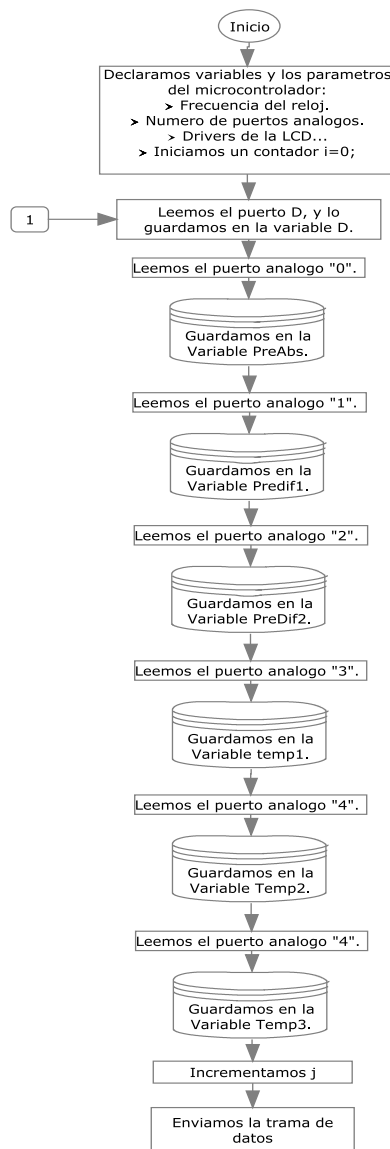 Inicio
Declaramos variables y los parametros
del microcontrolador:
➤ Frecuencia del reloj.
➤ Numero de puertos analogos.
➤ Drivers de la LCD...
➤ Iniciamos un contador i=0;
1
Leemos el puerto D, y lo
guardamos en la variable D.
Leemos el puerto analogo "0".
Guardamos en la
Variable PreAbs.
Leemos el puerto analogo "1".
Guardamos en la
Variable Predif1.
Leemos el puerto analogo "2".
Guardamos en la
Variable PreDif2.
Leemos el puerto analogo "3".
Guardamos en la
Variable temp1.
Leemos el puerto analogo "4".
Guardamos en la
Variable Temp2.
Leemos el puerto analogo "4".
Guardamos en la
Variable Temp3.
Incrementamos j
Enviamos la trama de
datos